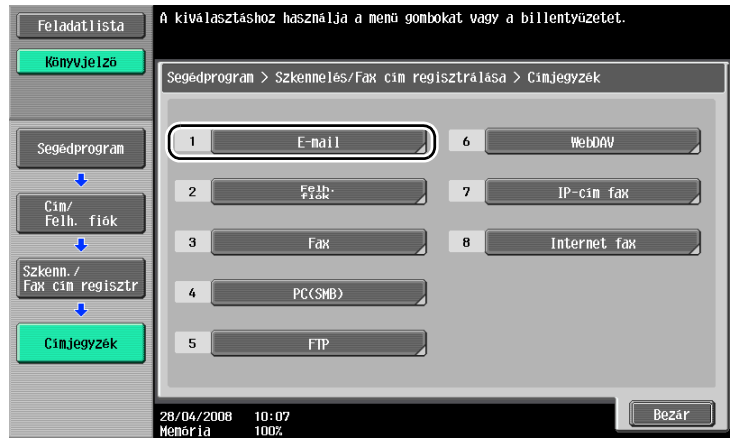 Feladatlista
A kiválasztáshoz használja a menü gombokat vagy a billentyüzetet.
Könyvjelzö
Segédprogram > Szkennelés/Fax cím regisztrálása > Címjegyzék
Segédprogram
Cím/
Felh. fiók
Szkenn./
Fax cím regisztr
Címjegyzék
1 E-mail
2 Felh.
fiók
3 Fax
4 PC(SMB)
5 FTP
6 WebDAV
7 IP-cím fax
8 Internet fax
28/04/2008 10:07
Memória 100%
Bezár